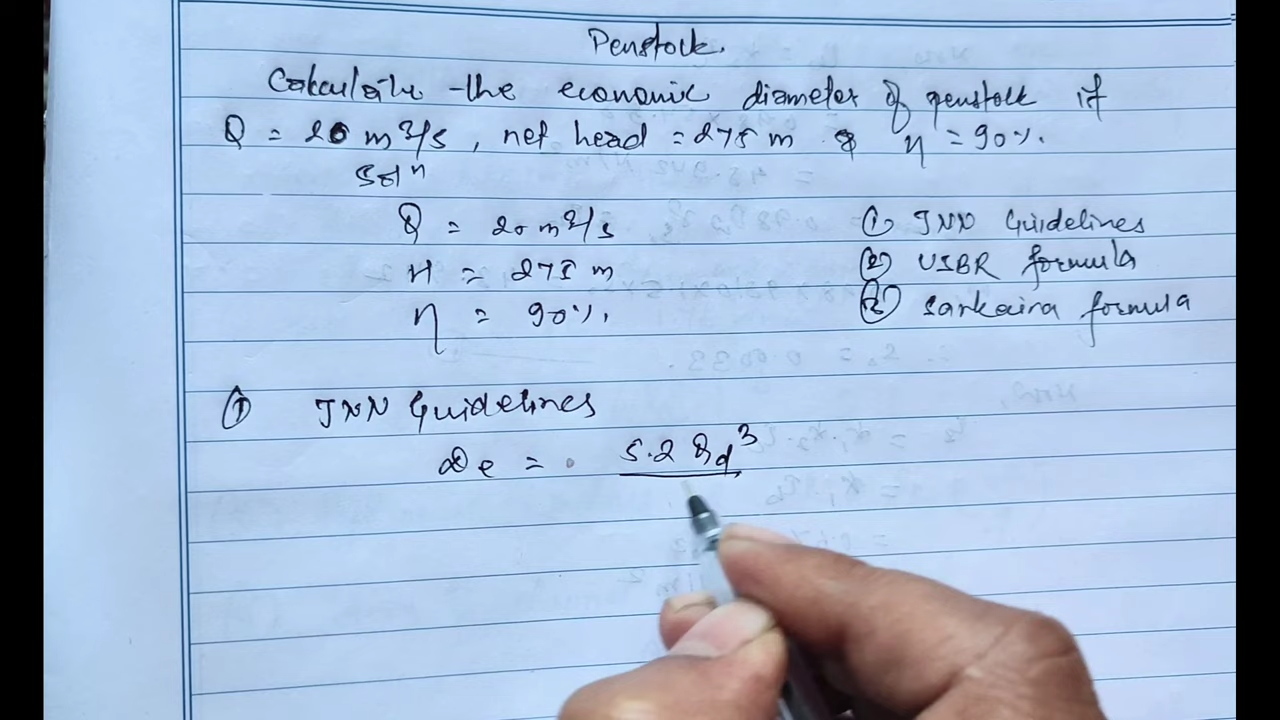 Penstock.
Calculate the economic diameter of penstock if
Q = 20 m3/s, net head = 275 m & η = 90%.
Solⁿ
Q = 20 m3/s
H = 275 m
η = 90%.
① JNN Guidelines
② USBR formula
③ Sarkaira formula
① JNN Guidelines
De = 5.2 Qd³